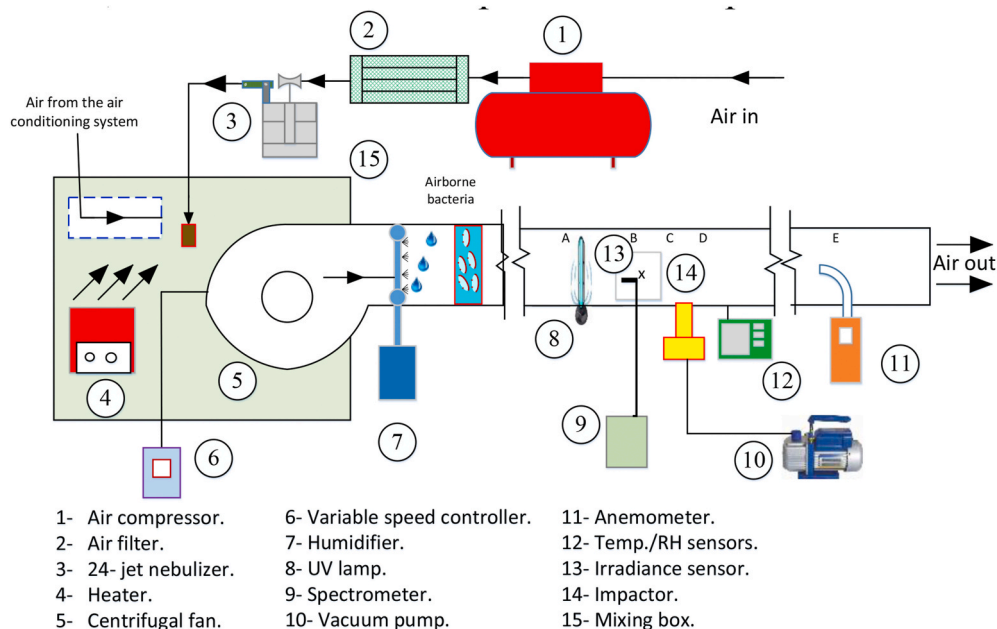 2
1
Air in
Air from the air
conditioning system
3
15
Airborne
bacteria
A
13
B
C
D
E
x
14
Air out
8
4
5
7
9
12
11
6
10
1- Air compressor.
2- Air filter.
3- 24- jet nebulizer.
4- Heater.
5- Centrifugal fan.
6- Variable speed controller.
7- Humidifier.
8- UV lamp.
9- Spectrometer.
10- Vacuum pump.
11- Anemometer.
12- Temp./RH sensors.
13- Irradiance sensor.
14- Impactor.
15- Mixing box.